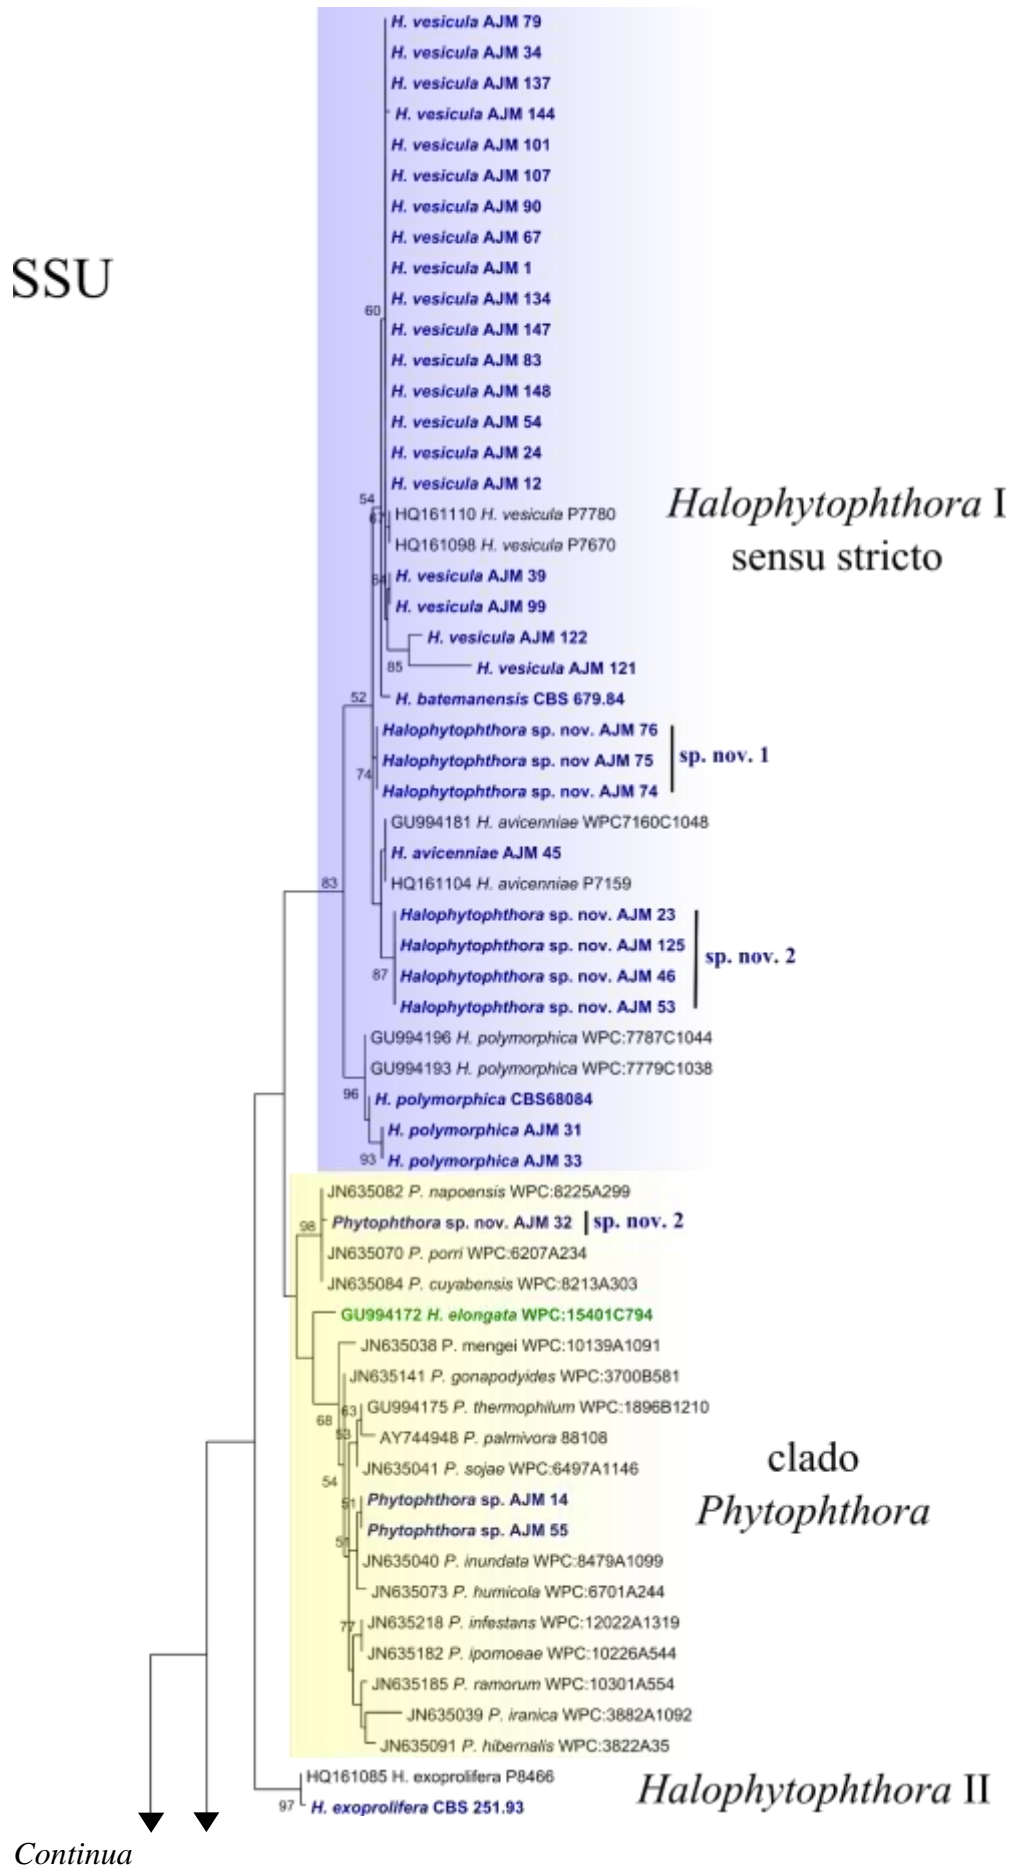 H. vesicula AJM 79
H. vesicula AJM 34
H. vesicula AJM 137
H. vesicula AJM 144
H. vesicula AJM 101
H. vesicula AJM 107
H. vesicula AJM 90
H. vesicula AJM 67
SSU
H. vesicula AJM 1
H. vesicula AJM 134
60
H. vesicula AJM 147
H. vesicula AJM 83
H. vesicula AJM 148
H. vesicula AJM 54
H. vesicula AJM 24
H. vesicula AJM 12
54
HQ161110 H. vesicula P7780
Halophytophthora I
sensu stricto
HQ161098 H. vesicula P7670
H. vesicula AJM 39
H. vesicula AJM 99
H. vesicula AJM 122
85
H. vesicula AJM 121
52
H. batemanensis CBS 679.84
Halophytophthora sp. nov. AJM 76
Halophytophthora sp. nov AJM 75
sp. nov. 1
74
Halophytophthora sp. nov. AJM 74
GU994181 H. avicenniae WPC7160C1048
H. avicenniae AJM 45
83
HQ161104 H. avicenniae P7159
Halophytophthora sp. nov. AJM 23
Halophytophthora sp. nov. AJM 125
sp. nov. 2
87
Halophytophthora sp. nov. AJM 46
Halophytophthora sp. nov. AJM 53
GU994196 H. polymorphica WPC:7787C1044
GU994193 H. polymorphica WPC:7779C1038
96
H. polymorphica CBS68084
H. polymorphica AJM 31
93
H. polymorphica AJM 33
JN635082 P. napoensis WPC:8225A299
98
Phytophthora sp. nov. AJM 32
sp. nov. 2
JN635070 P. porri WPC:6207A234
JN635084 P. cuyabensis WPC:8213A303
GU994172 H. elongata WPC:15401C794
JN635038 P. mengei WPC:10139A1091
JN635141 P. gonapodyides WPC:3700B581
63
GU994175 P. thermophilum WPC:1896B1210
68
53
AY744948 P. palmivora 88108
clado
Phytophthora
JN635041 P. sojae WPC:6497A1146
54
51
Phytophthora sp. AJM 14
Phytophthora sp. AJM 55
JN635040 P. inundata WPC:8479A1099
JN635073 P. humicola WPC:6701A244
77
JN635218 P. infestans WPC:12022A1319
JN635182 P. ipomoeae WPC:10226A544
JN635185 P. ramorum WPC:10301A554
JN635039 P. iranica WPC:3882A1092
JN635091 P. hibernalis WPC:3822A35
HQ161085 H. exoprolifera P8466
Halophytophthora II
97
H. exoprolifera CBS 251.93
Continua